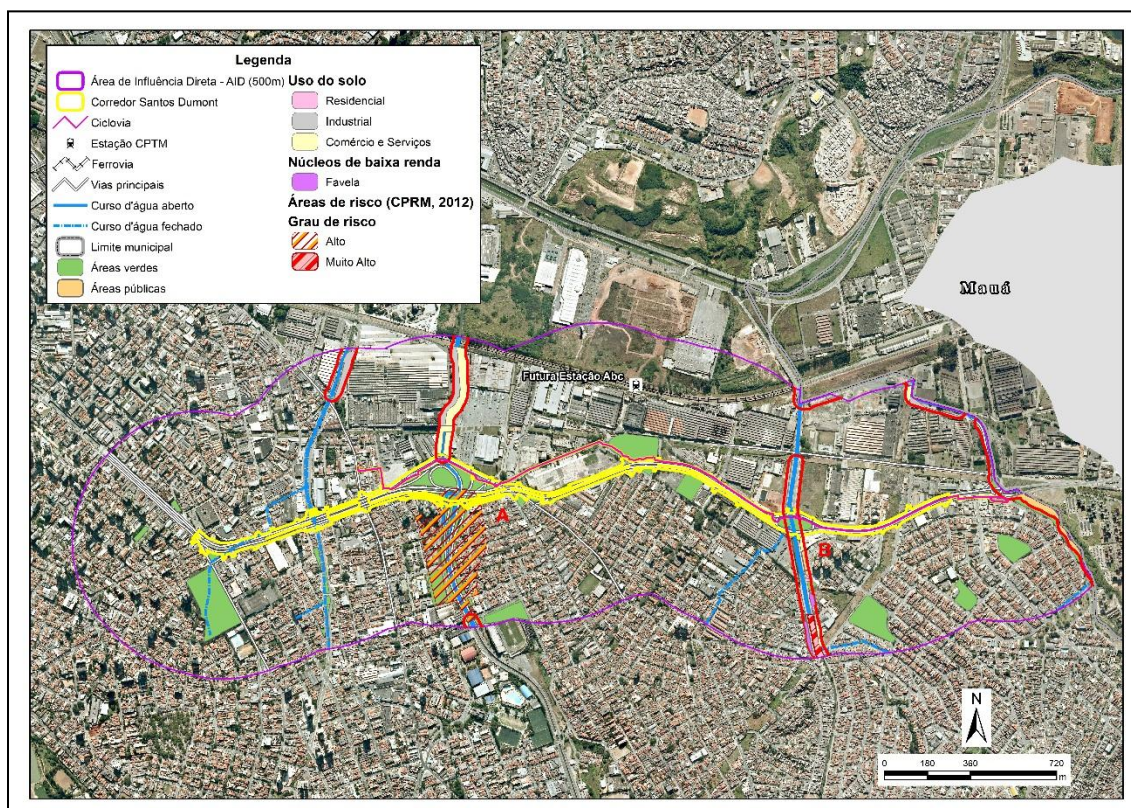 Legenda
Área de Influência Direta - AID (500m)
Corredor Santos Dumont
Ciclovia
Estação CPTM
Ferrovia
Vias principais
Curso d'água aberto
Curso d'água fechado
Limite municipal
Áreas verdes
Áreas públicas
Uso do solo
Residencial
Industrial
Comércio e Serviços
Núcleos de baixa renda
Favela
Áreas de risco (CPRM, 2012)
Grau de risco
Alto
Muito Alto
Mauá
Futura Estação Abc
A
B
N
0 180 360 720
m